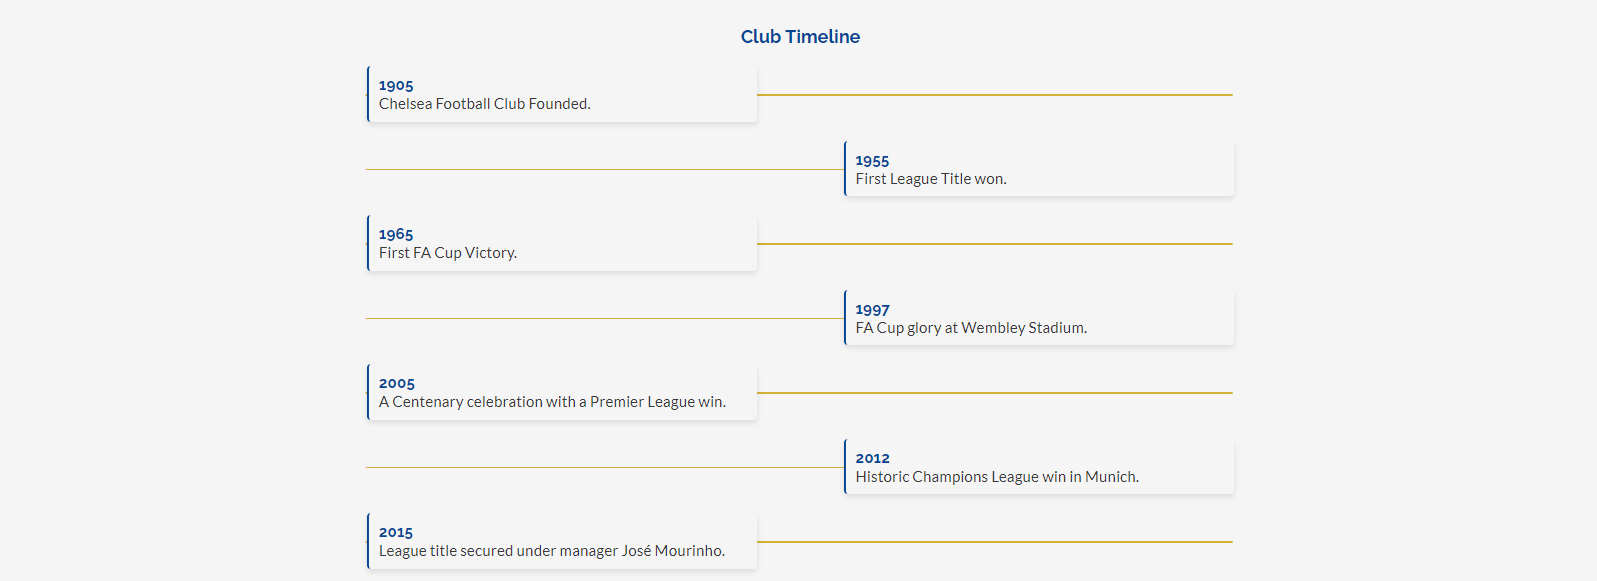 Club Timeline
1905
Chelsea Football Club Founded.
1955
First League Title won.
1965
First FA Cup Victory.
1997
FA Cup glory at Wembley Stadium.
2005
A Centenary celebration with a Premier League win.
2012
Historic Champions League win in Munich.
2015
League title secured under manager José Mourinho.